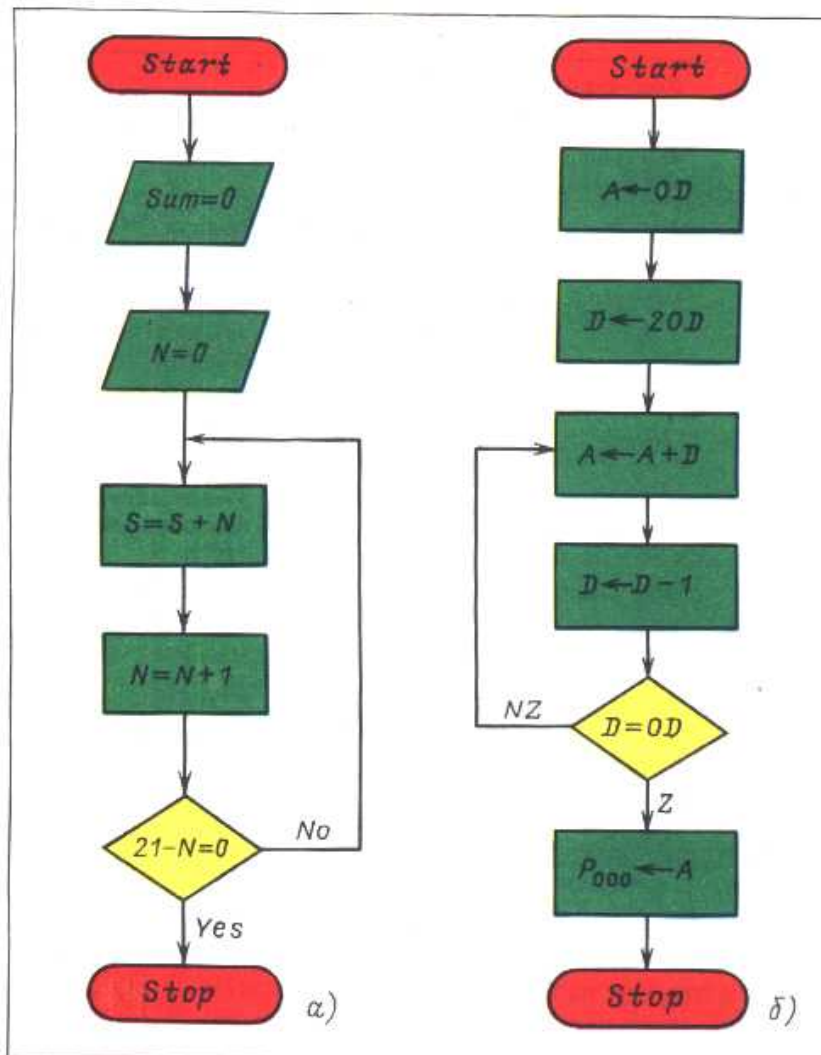 Start
Sum=0
N=0
S=S+N
N=N+1
21-N=0
No
Yes
Stop
а)
Start
A←0D
D←20D
A←A+D
D←D-1
D=0D
NZ
Z
P000←A
Stop
б)